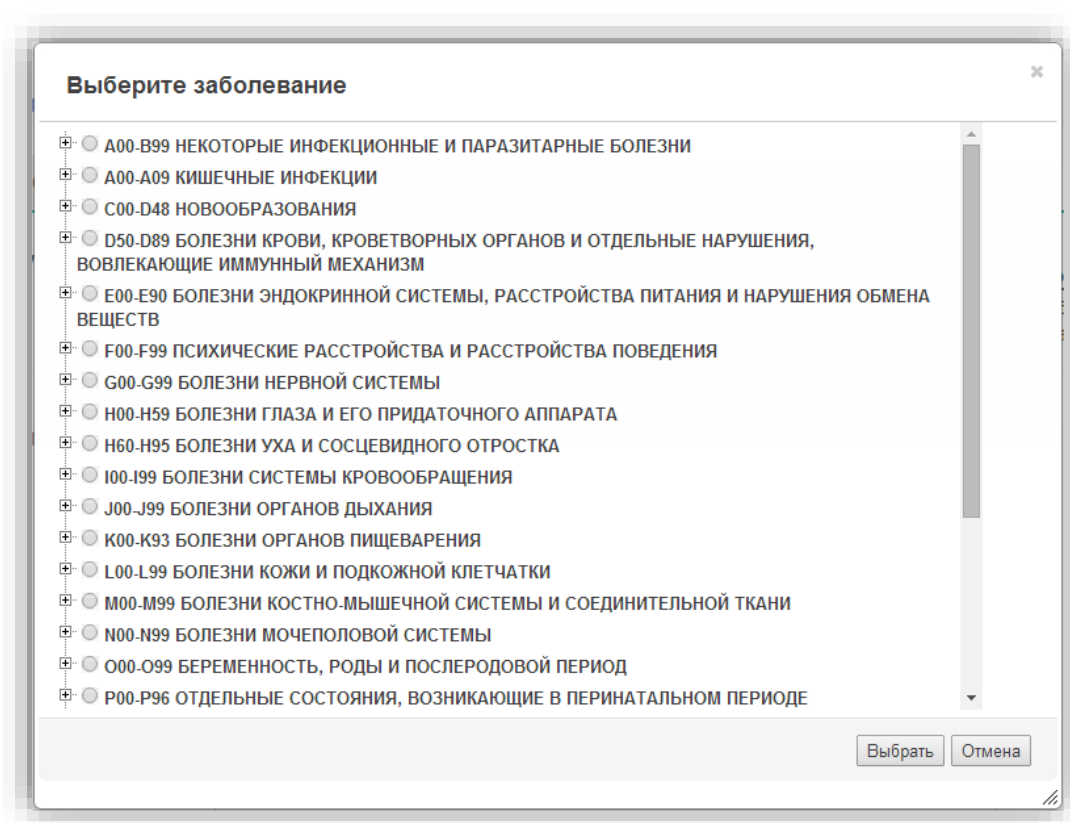 Выберите заболевание
A00-B99 НЕКОТОРЫЕ ИНФЕКЦИОННЫЕ И ПАРАЗИТАРНЫЕ БОЛЕЗНИ
A00-A09 КИШЕЧНЫЕ ИНФЕКЦИИ
C00-D48 НОВООБРАЗОВАНИЯ
D50-D89 БОЛЕЗНИ КРОВИ, КРОВЕТВОРНЫХ ОРГАНОВ И ОТДЕЛЬНЫЕ НАРУШЕНИЯ,
ВОВЛЕКАЮЩИЕ ИММУННЫЙ МЕХАНИЗМ
E00-E90 БОЛЕЗНИ ЭНДОКРИННОЙ СИСТЕМЫ, РАССТРОЙСТВА ПИТАНИЯ И НАРУШЕНИЯ ОБМЕНА
ВЕЩЕСТВ
F00-F99 ПСИХИЧЕСКИЕ РАССТРОЙСТВА И РАССТРОЙСТВА ПОВЕДЕНИЯ
G00-G99 БОЛЕЗНИ НЕРВНОЙ СИСТЕМЫ
H00-H59 БОЛЕЗНИ ГЛАЗА И ЕГО ПРИДАТОЧНОГО АППАРАТА
H60-H95 БОЛЕЗНИ УХА И СОСЦЕВИДНОГО ОТРОСТКА
I00-I99 БОЛЕЗНИ СИСТЕМЫ КРОВООБРАЩЕНИЯ
J00-J99 БОЛЕЗНИ ОРГАНОВ ДЫХАНИЯ
K00-K93 БОЛЕЗНИ ОРГАНОВ ПИЩЕВАРЕНИЯ
L00-L99 БОЛЕЗНИ КОЖИ И ПОДКОЖНОЙ КЛЕТЧАТКИ
M00-M99 БОЛЕЗНИ КОСТНО-МЫШЕЧНОЙ СИСТЕМЫ И СОЕДИНИТЕЛЬНОЙ ТКАНИ
N00-N99 БОЛЕЗНИ МОЧЕПОЛОВОЙ СИСТЕМЫ
O00-O99 БЕРЕМЕННОСТЬ, РОДЫ И ПОСЛЕРОДОВОЙ ПЕРИОД
P00-P96 ОТДЕЛЬНЫЕ СОСТОЯНИЯ, ВОЗНИКАЮЩИЕ В ПЕРИНАТАЛЬНОМ ПЕРИОДЕ
Выбрать Отмена